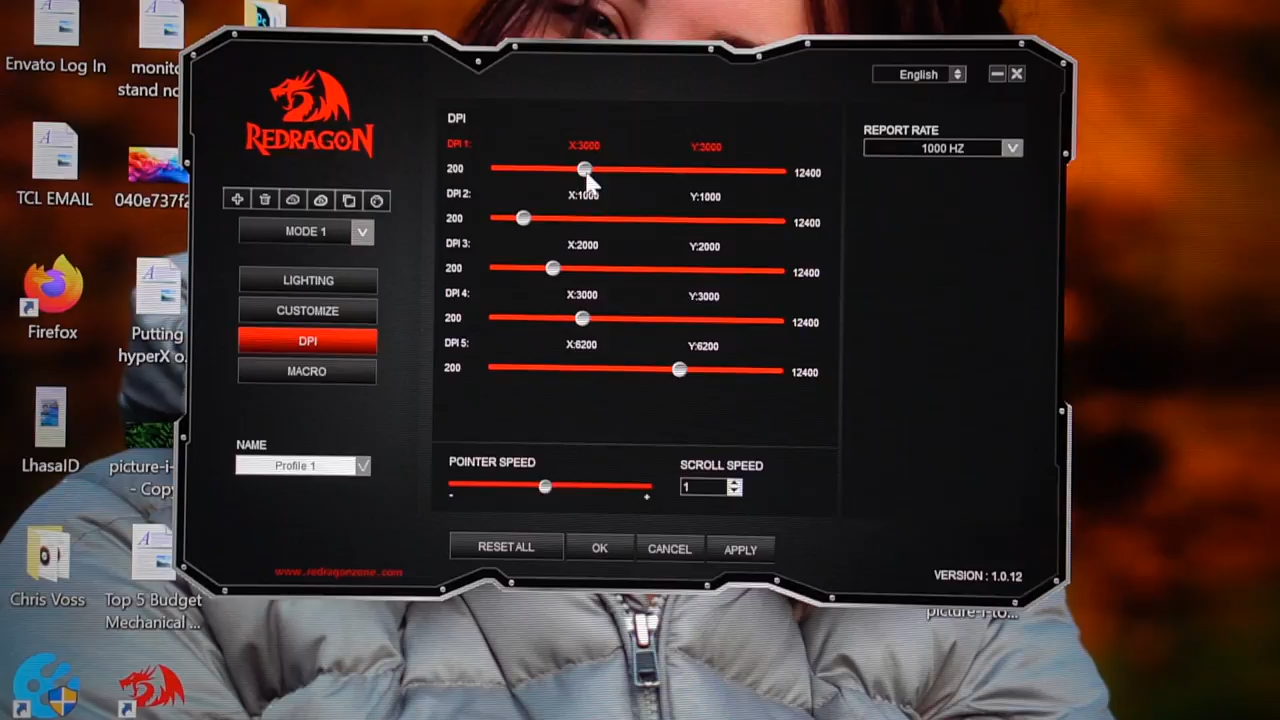 Envato Log In
monito
stand no
TCL EMAIL
040e737f2
Firefox
Putting
hyperX o...
LhasaID
picture-i-
- Copy
Chris Voss
Top 5 Budget
Mechanical ...
REDRAGON
MODE 1
LIGHTING
CUSTOMIZE
DPI
MACRO
NAME
Profile 1
www.redragonzone.com
English
DPI
DPI 1:
X:3000
Y:3000
200
12400
DPI 2:
X:1000
Y:1000
200
12400
DPI 3:
X:2000
Y:2000
200
12400
DPI 4:
X:3000
Y:3000
200
12400
DPI 5:
X:6200
Y:6200
200
12400
POINTER SPEED
-
+
SCROLL SPEED
1
RESET ALL
OK
CANCEL
APPLY
REPORT RATE
1000 HZ
VERSION : 1.0.12
picture-i-to...